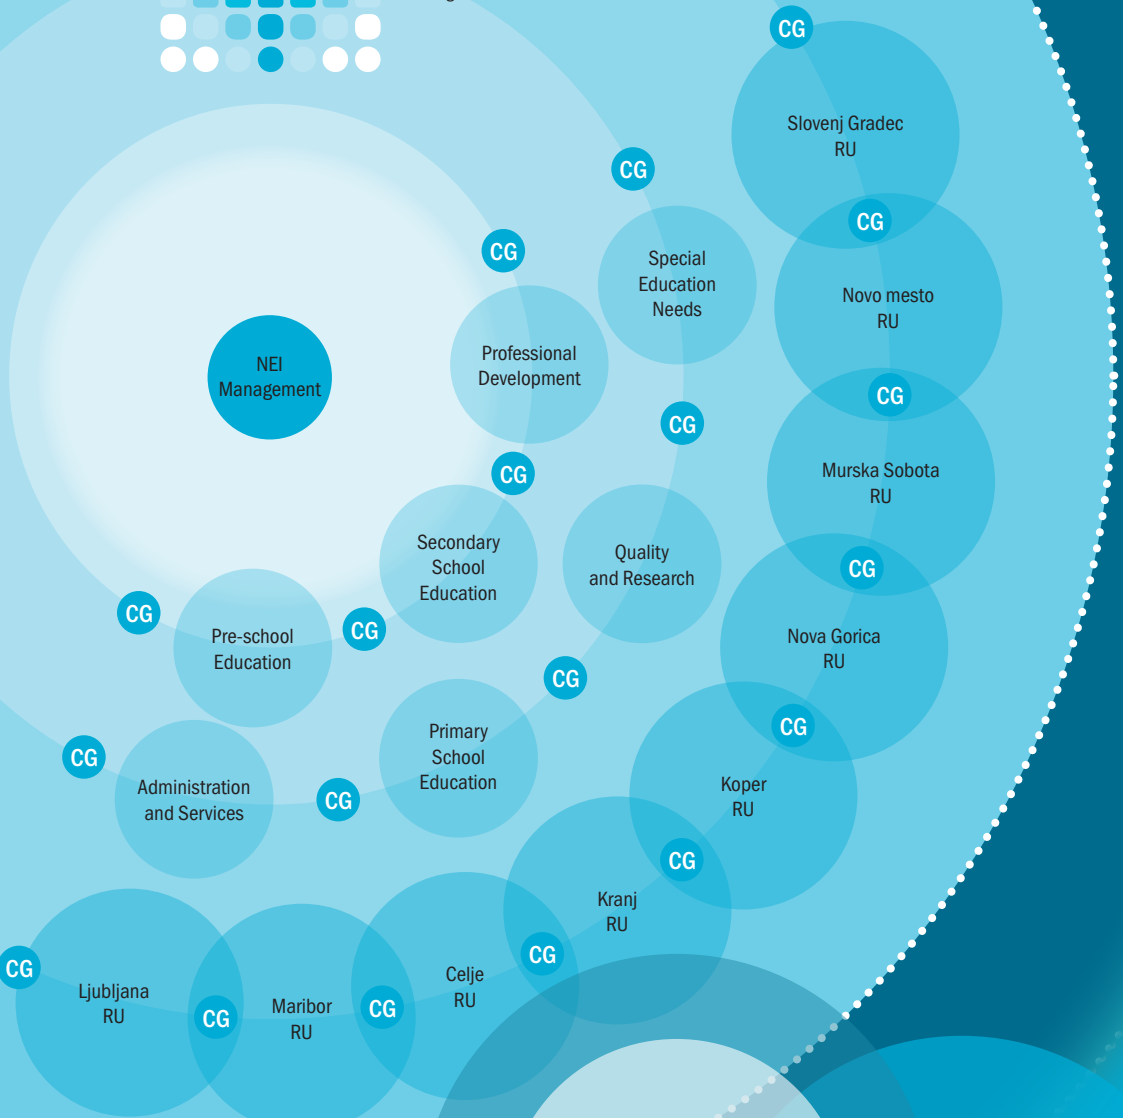 CG
Slovenj Gradec
RU
CG
CG
CG
Special
Education
Needs
Novo mesto
RU
Professional
Development
NEI
Management
CG
CG
CG
Murska Sobota
RU
Secondary
School
Education
Quality
and Research
CG
CG
CG
Pre-school
Education
Nova Gorica
RU
CG
CG
Primary
School
Education
CG
Administration
and Services
CG
Koper
RU
CG
Kranj
RU
CG
CG
Ljubljana
RU
CG
Maribor
RU
CG
Celje
RU